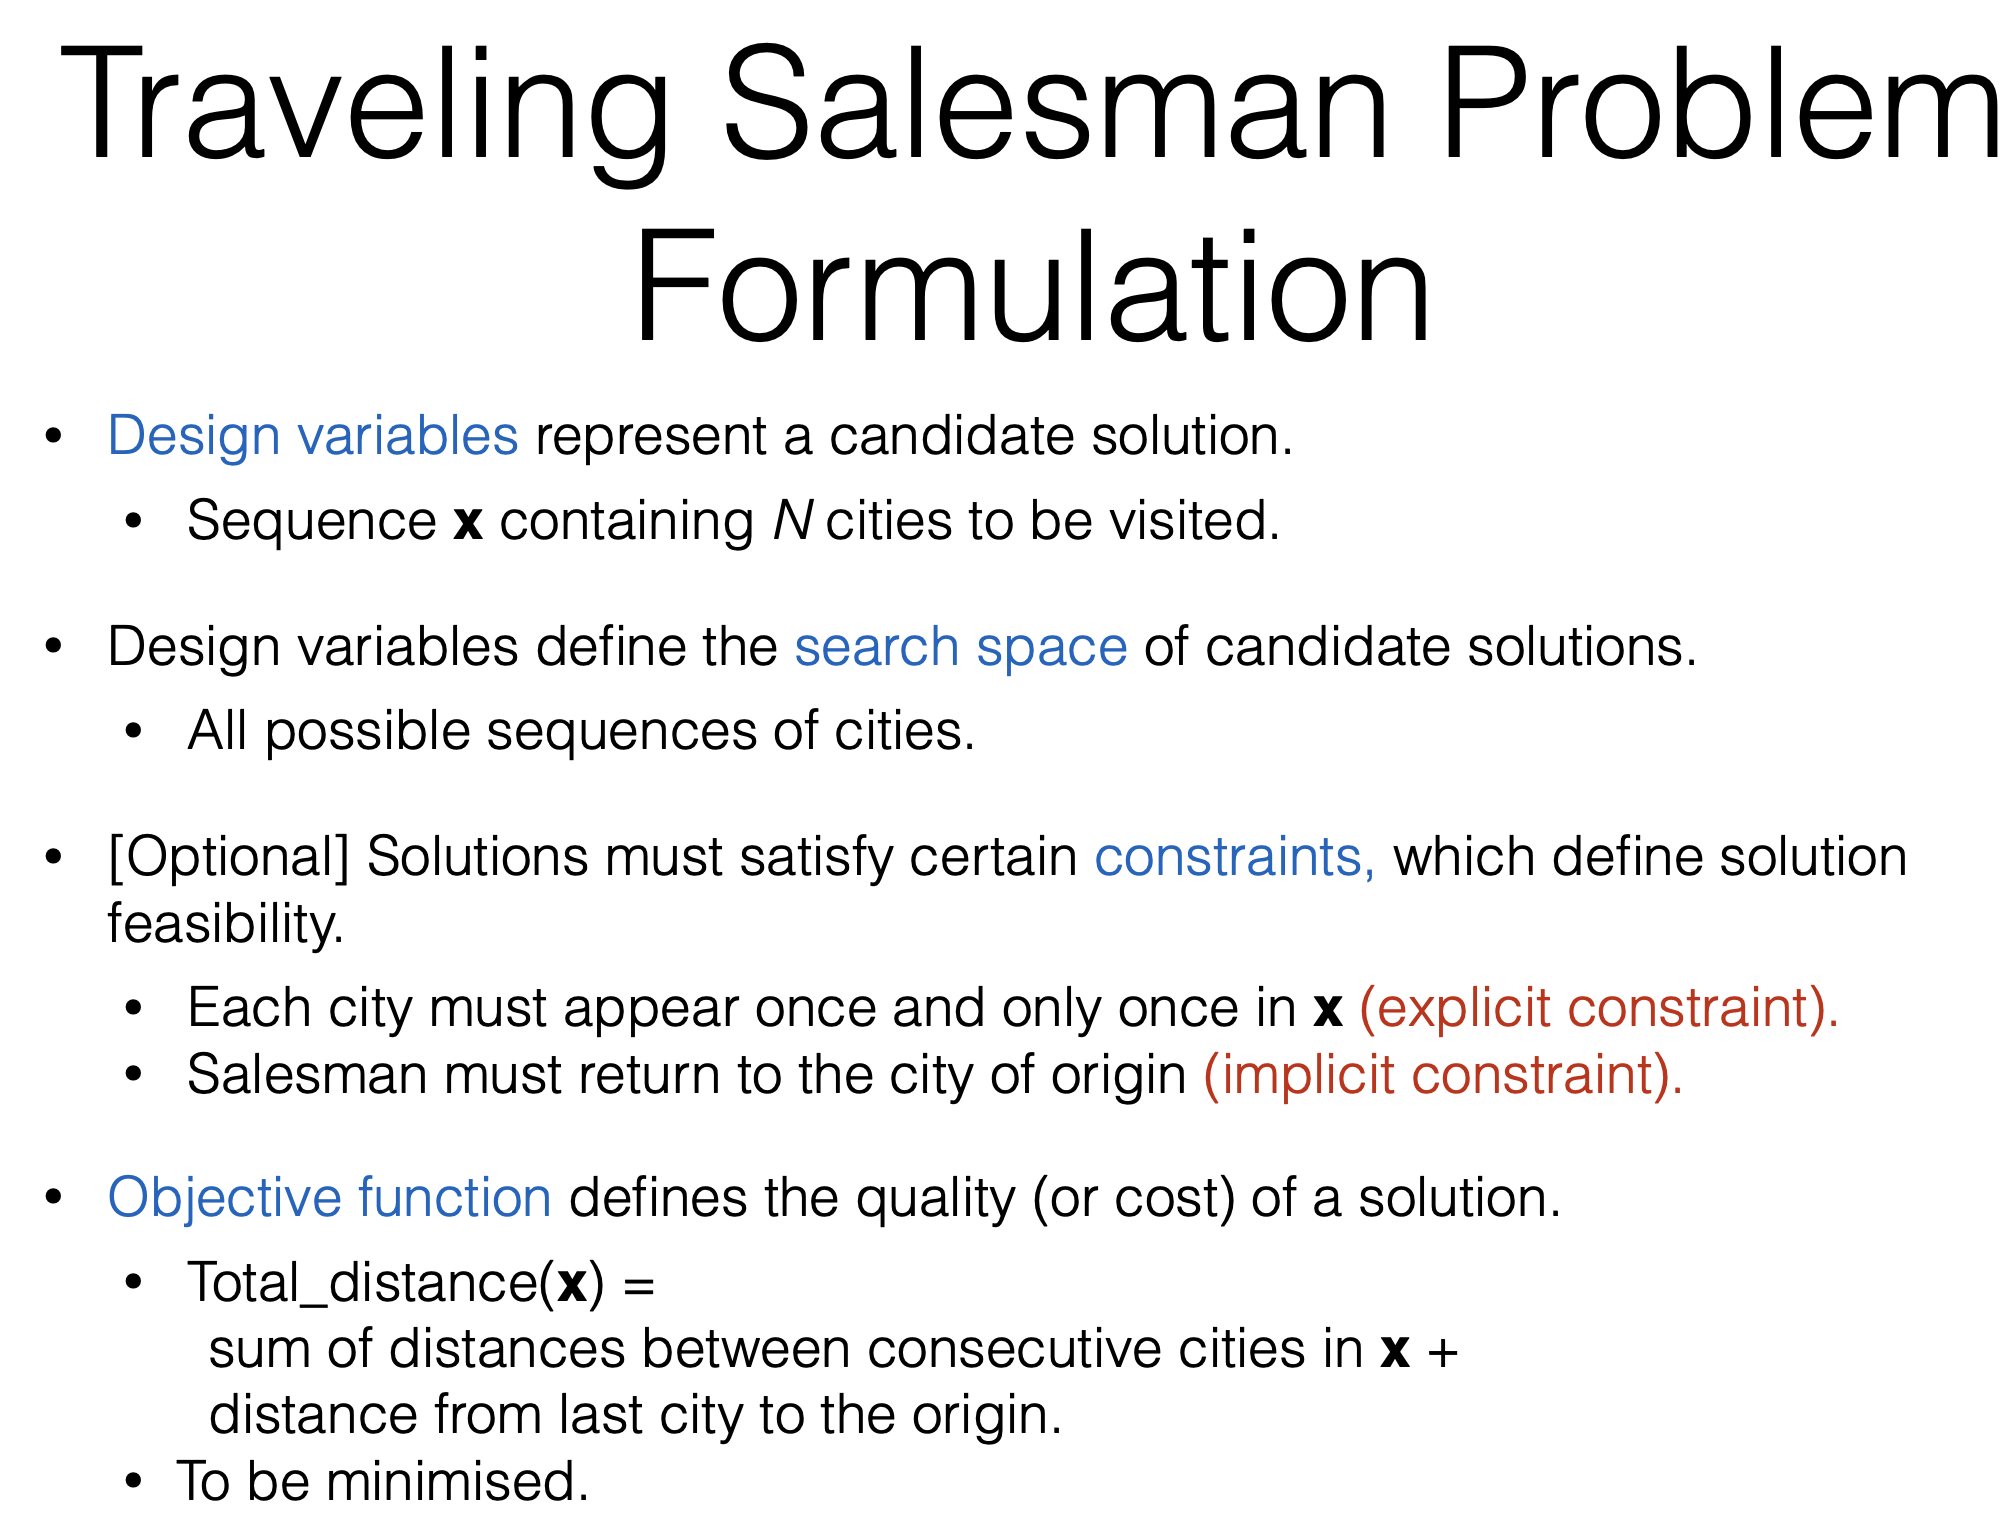 Traveling Salesman Problem
Formulation
• Design variables represent a candidate solution.
• Sequence x containing N cities to be visited.
• Design variables define the search space of candidate solutions.
• All possible sequences of cities.
• [Optional] Solutions must satisfy certain constraints, which define solution
feasibility.
• Each city must appear once and only once in x (explicit constraint).
• Salesman must return to the city of origin (implicit constraint).
• Objective function defines the quality (or cost) of a solution.
• Total_distance(x) =
sum of distances between consecutive cities in x +
distance from last city to the origin.
• To be minimised.